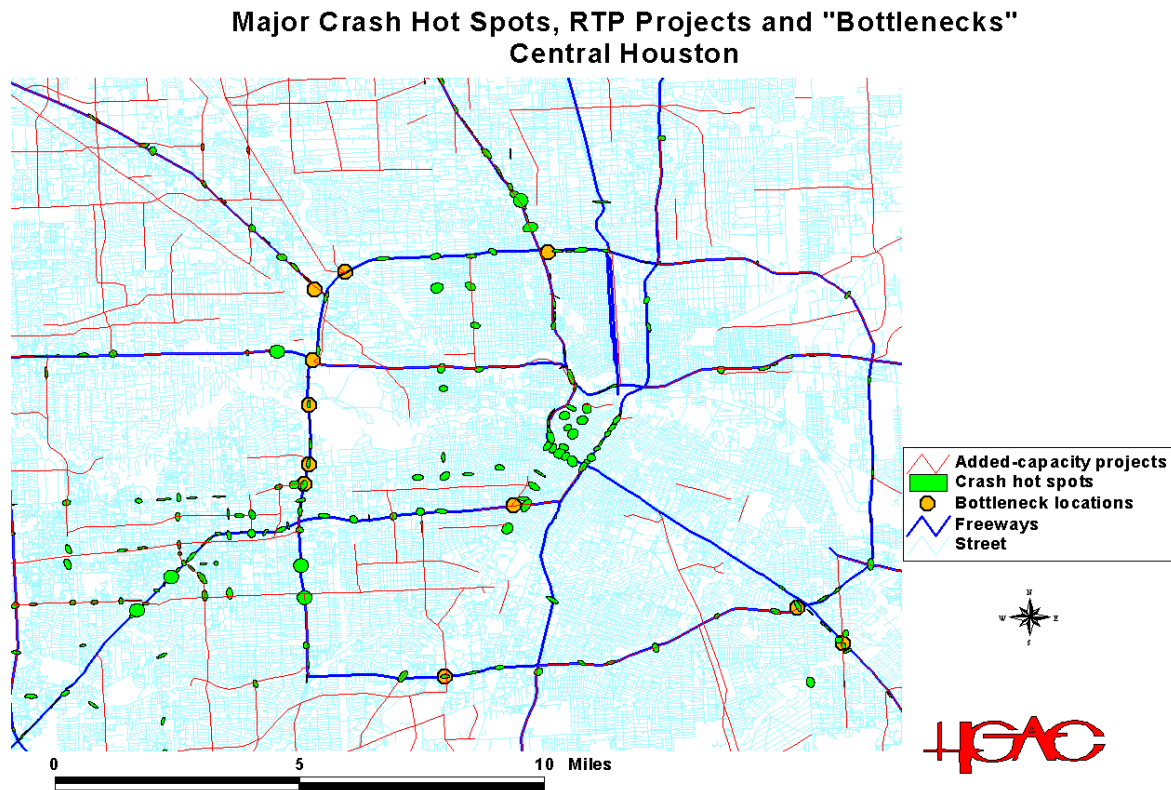 Major Crash Hot Spots, RTP Projects and "Bottlenecks"
Central Houston
Added-capacity projects
Crash hot spots
Bottleneck locations
Freeways
Street
N
W E
S
HGAC
0 5 10 Miles